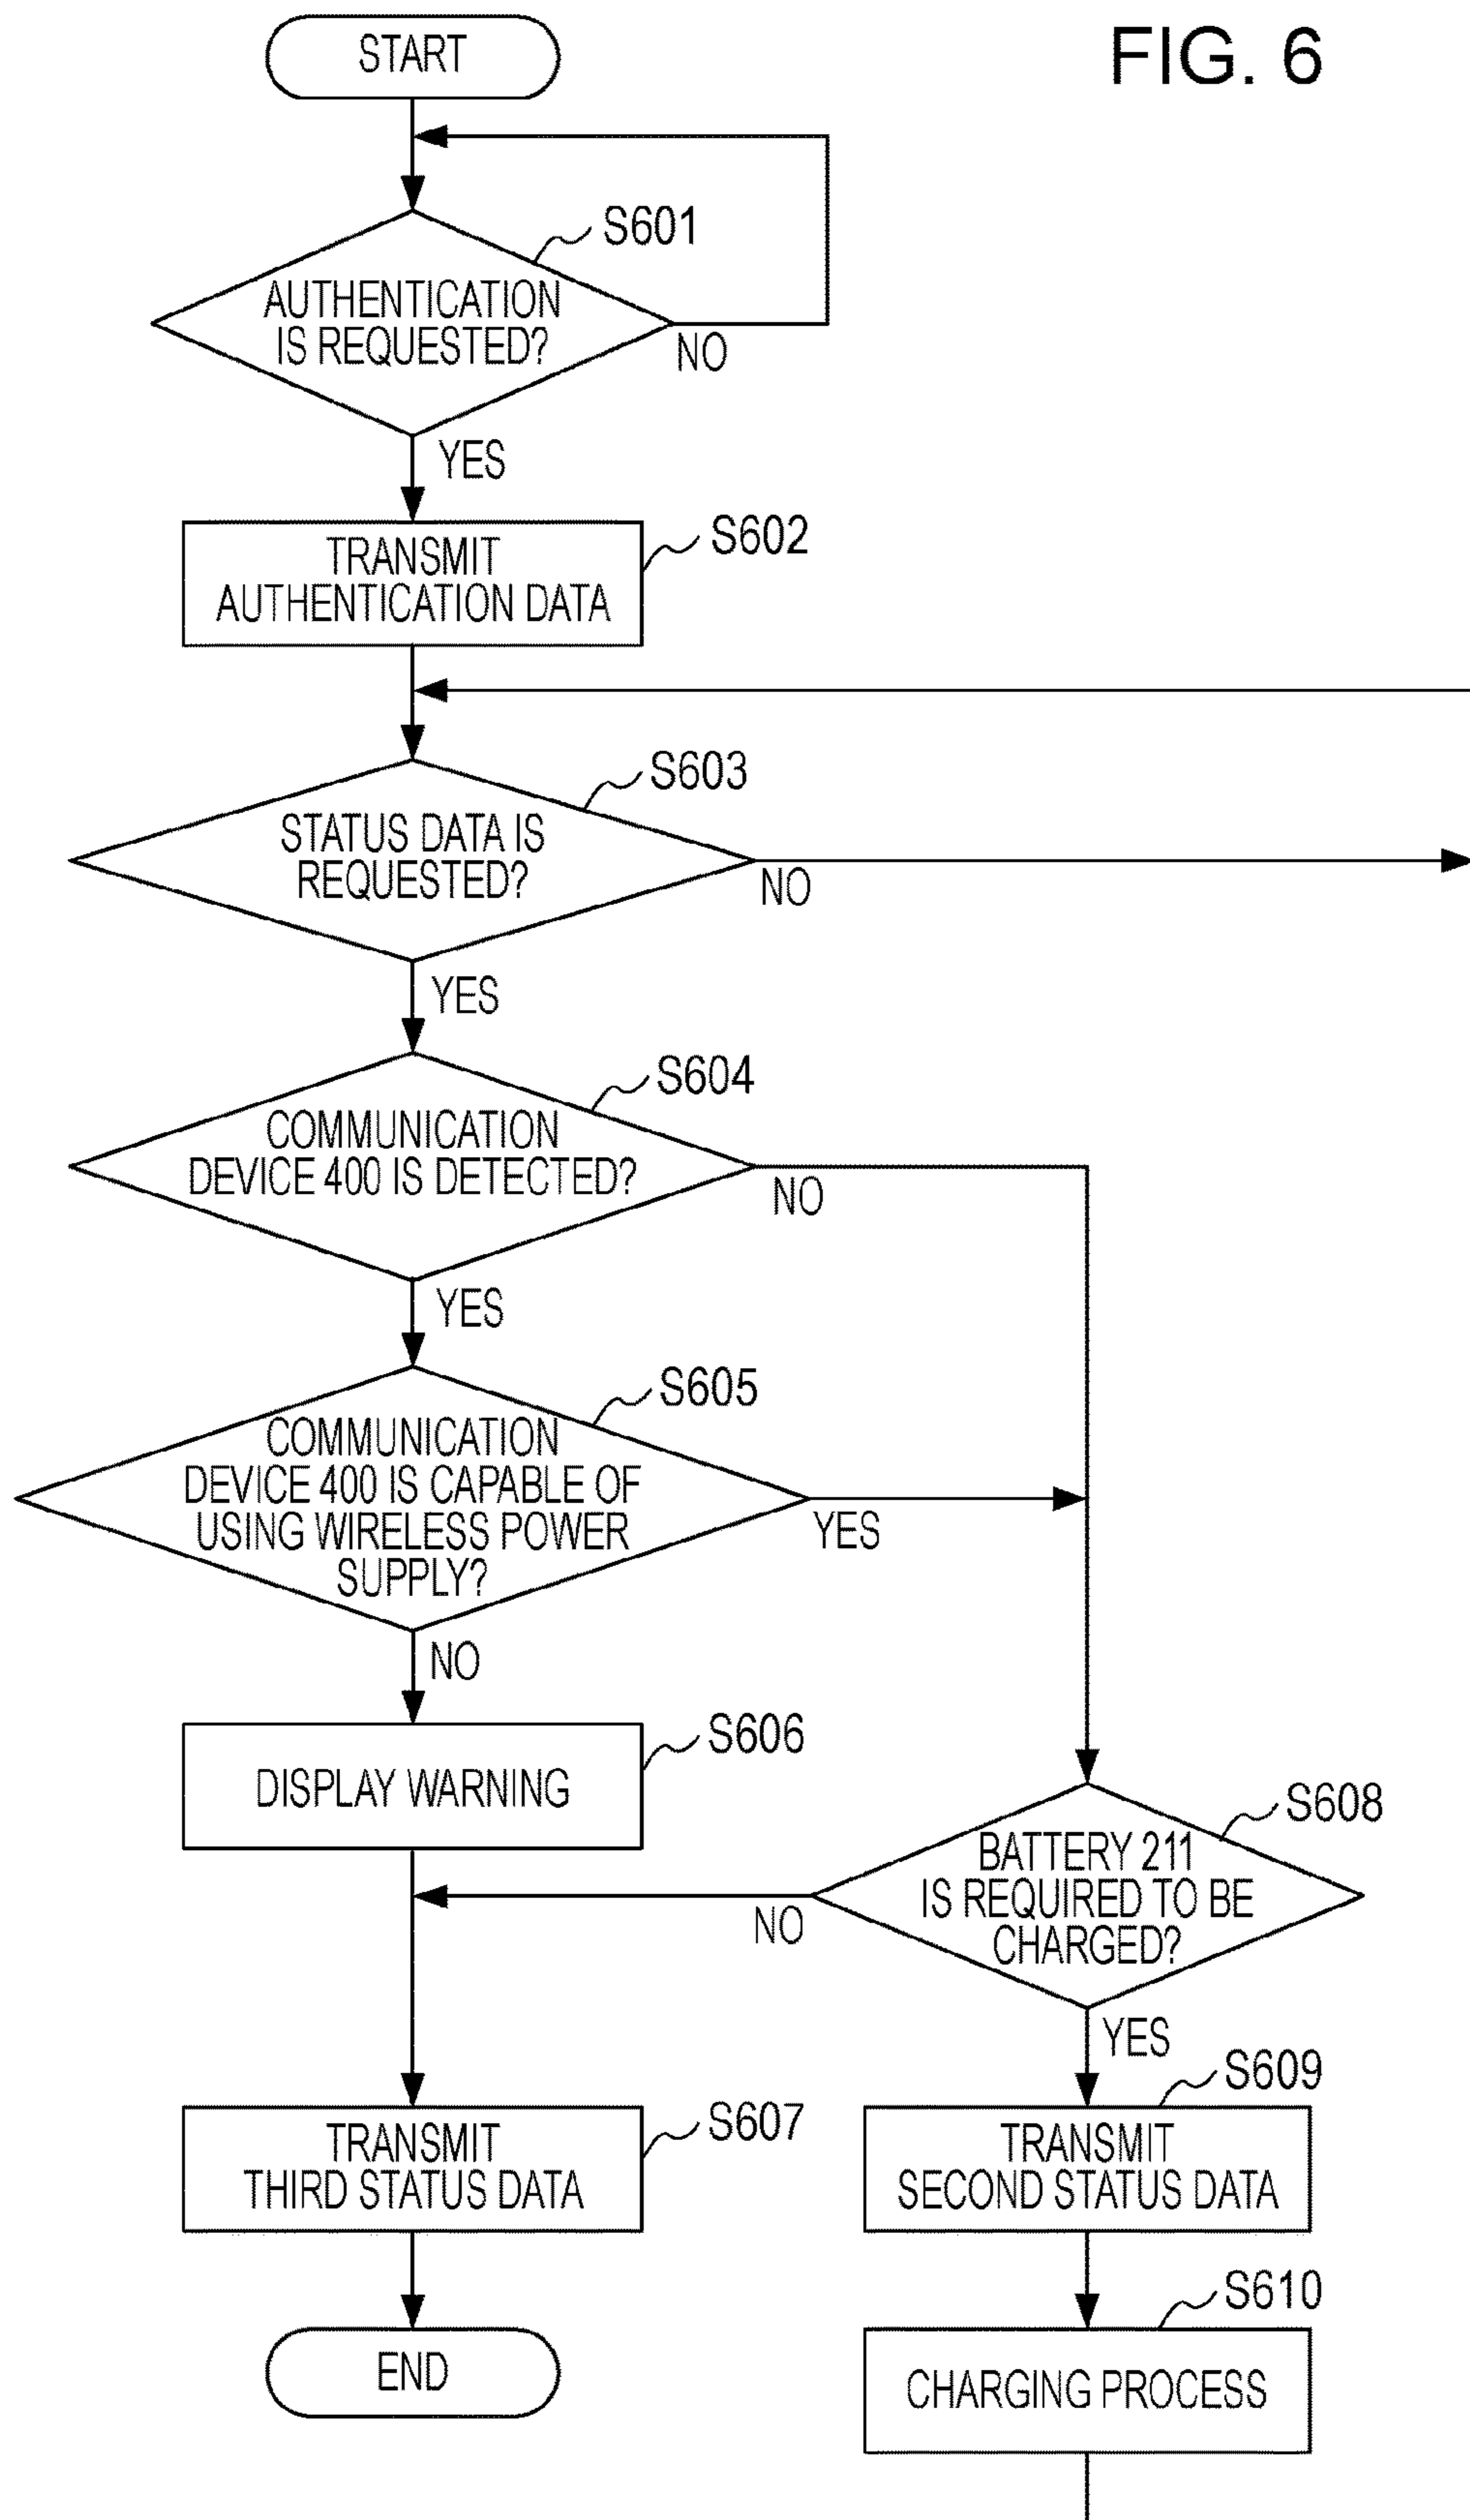 FIG. 6
START
S601
AUTHENTICATION
IS REQUESTED?
NO
YES
S602
TRANSMIT
AUTHENTICATION DATA
S603
STATUS DATA IS
REQUESTED?
NO
YES
S604
COMMUNICATION
DEVICE 400 IS DETECTED?
NO
YES
S605
COMMUNICATION
DEVICE 400 IS CAPABLE OF
USING WIRELESS POWER
SUPPLY?
YES
NO
S606
DISPLAY WARNING
S608
BATTERY 211
IS REQUIRED TO BE
CHARGED?
NO
YES
S607
TRANSMIT
THIRD STATUS DATA
S609
TRANSMIT
SECOND STATUS DATA
END
S610
CHARGING PROCESS